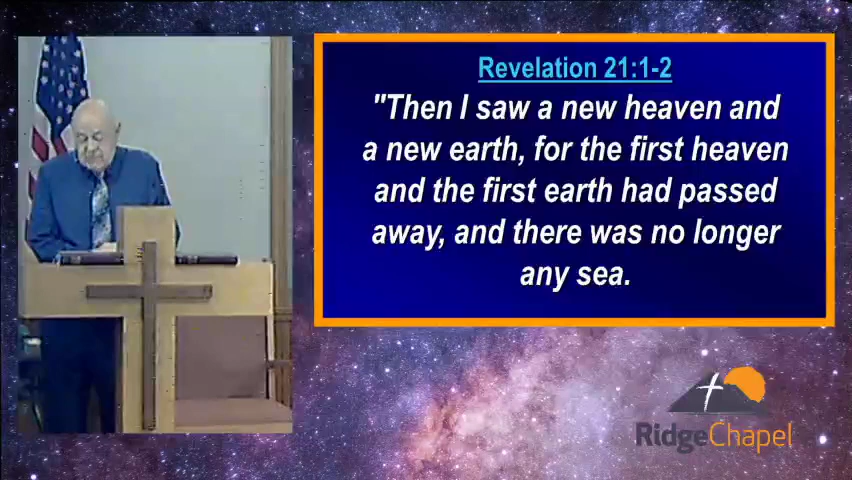 Revelation 21:1-2
"Then I saw a new heaven and
a new earth, for the first heaven
and the first earth had passed
away, and there was no longer
any sea.
RidgeChapel